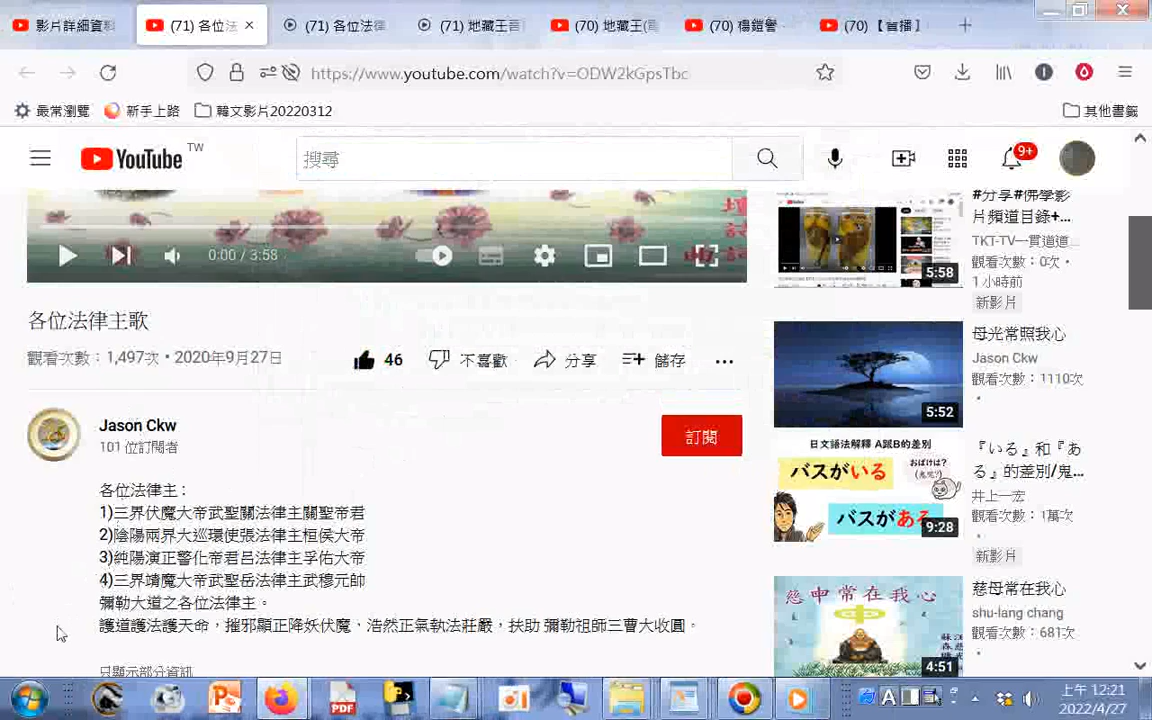 影片詳細資料
(71) 各位法
(71) 各位法律
(71) 地藏王
(70) 地藏王(
(70) 楊鎧譽
(70) 【直播】
https://www.youtube.com/watch?v=ODW2kGpsTbc
最常瀏覽
新手上路
韓文影片20220312
其他書籤
YouTube TW
搜尋
9+
0:00 / 3:58
各位法律主歌
觀看次數：1,497次 • 2020年9月27日
46
不喜歡
分享
儲存
Jason Ckw
101 位訂閱者
訂閱
各位法律主：
1)三界伏魔大帝武聖關法律主關聖帝君
2)陰陽兩界大巡環使張法律主桓侯大帝
3)純陽演正警化帝君呂法律主孚佑大帝
4)三界靖魔大帝武聖岳法律主武穆元帥
彌勒大道之各位法律主。
護道護法護天命，摧邪顯正降妖伏魔，浩然正氣執法莊嚴，扶助 彌勒祖師三曹大收圓。
只顯示部分資訊
#分享#佛學影
片頻道目錄+...
TKT-TV一貫道道...
觀看次數：0次 •
1 小時前
新影片
5:58
母光常照我心
Jason Ckw
觀看次數：1110次
•
5:52
日文語法解釋 A跟B的差別
バスがいる
おばけは?
(鬼呢?)
バスがある
9:28
『いる』和『あ
る』的差別/鬼...
井上一宏
觀看次數：1萬次
•
新影片
慈母常在我心
shu-lang chang
觀看次數：681次
•
慈母常在我心
4:51
PDF
A
上午 12:21
2022/4/27